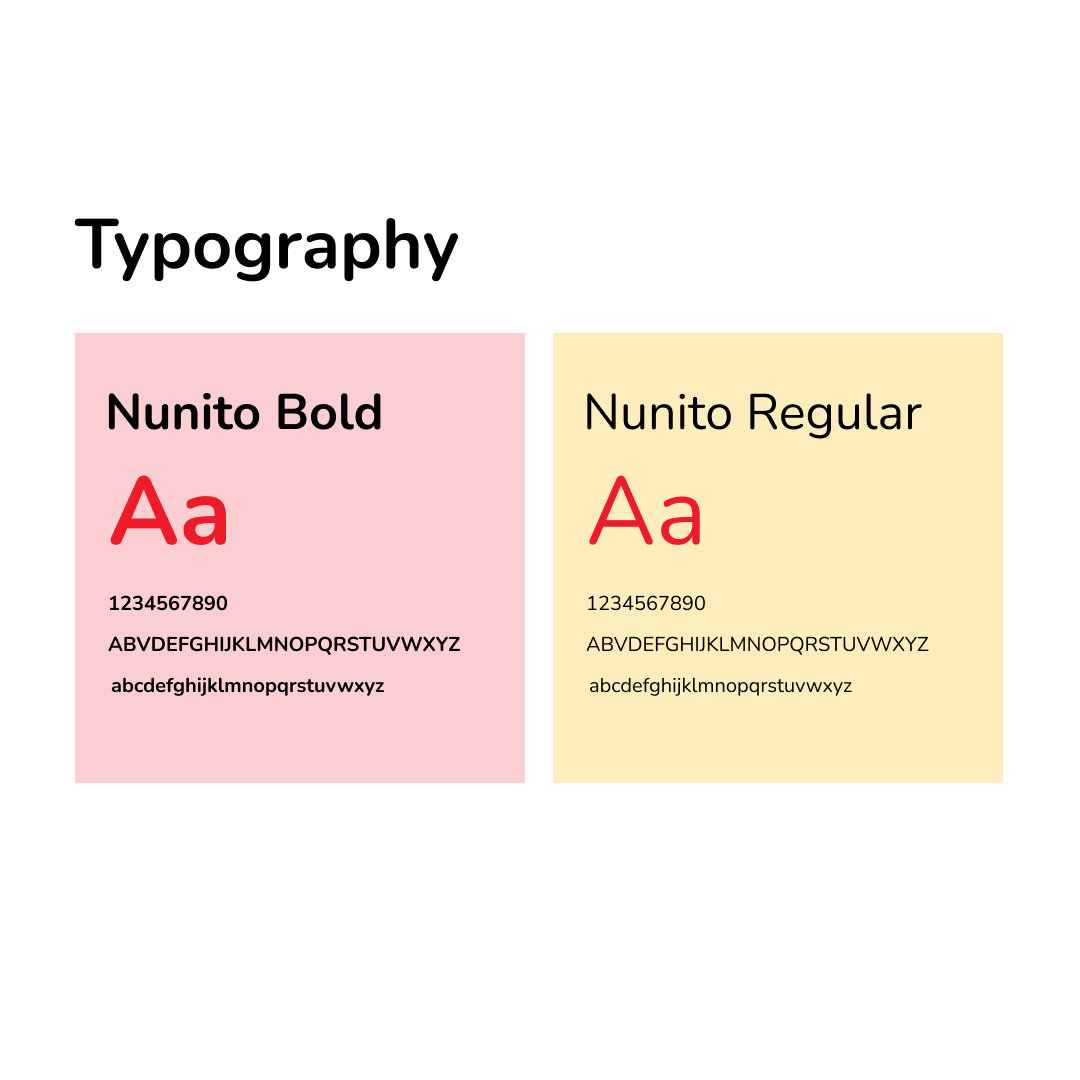 Typography
Nunito Bold
Aa
1234567890
ABVDEFGHIJKLMNOPQRSTUVWXYZ
abcdefghijklmnopqrstuvwxyz
Nunito Regular
Aa
1234567890
ABVDEFGHIJKLMNOPQRSTUVWXYZ
abcdefghijklmnopqrstuvwxyz